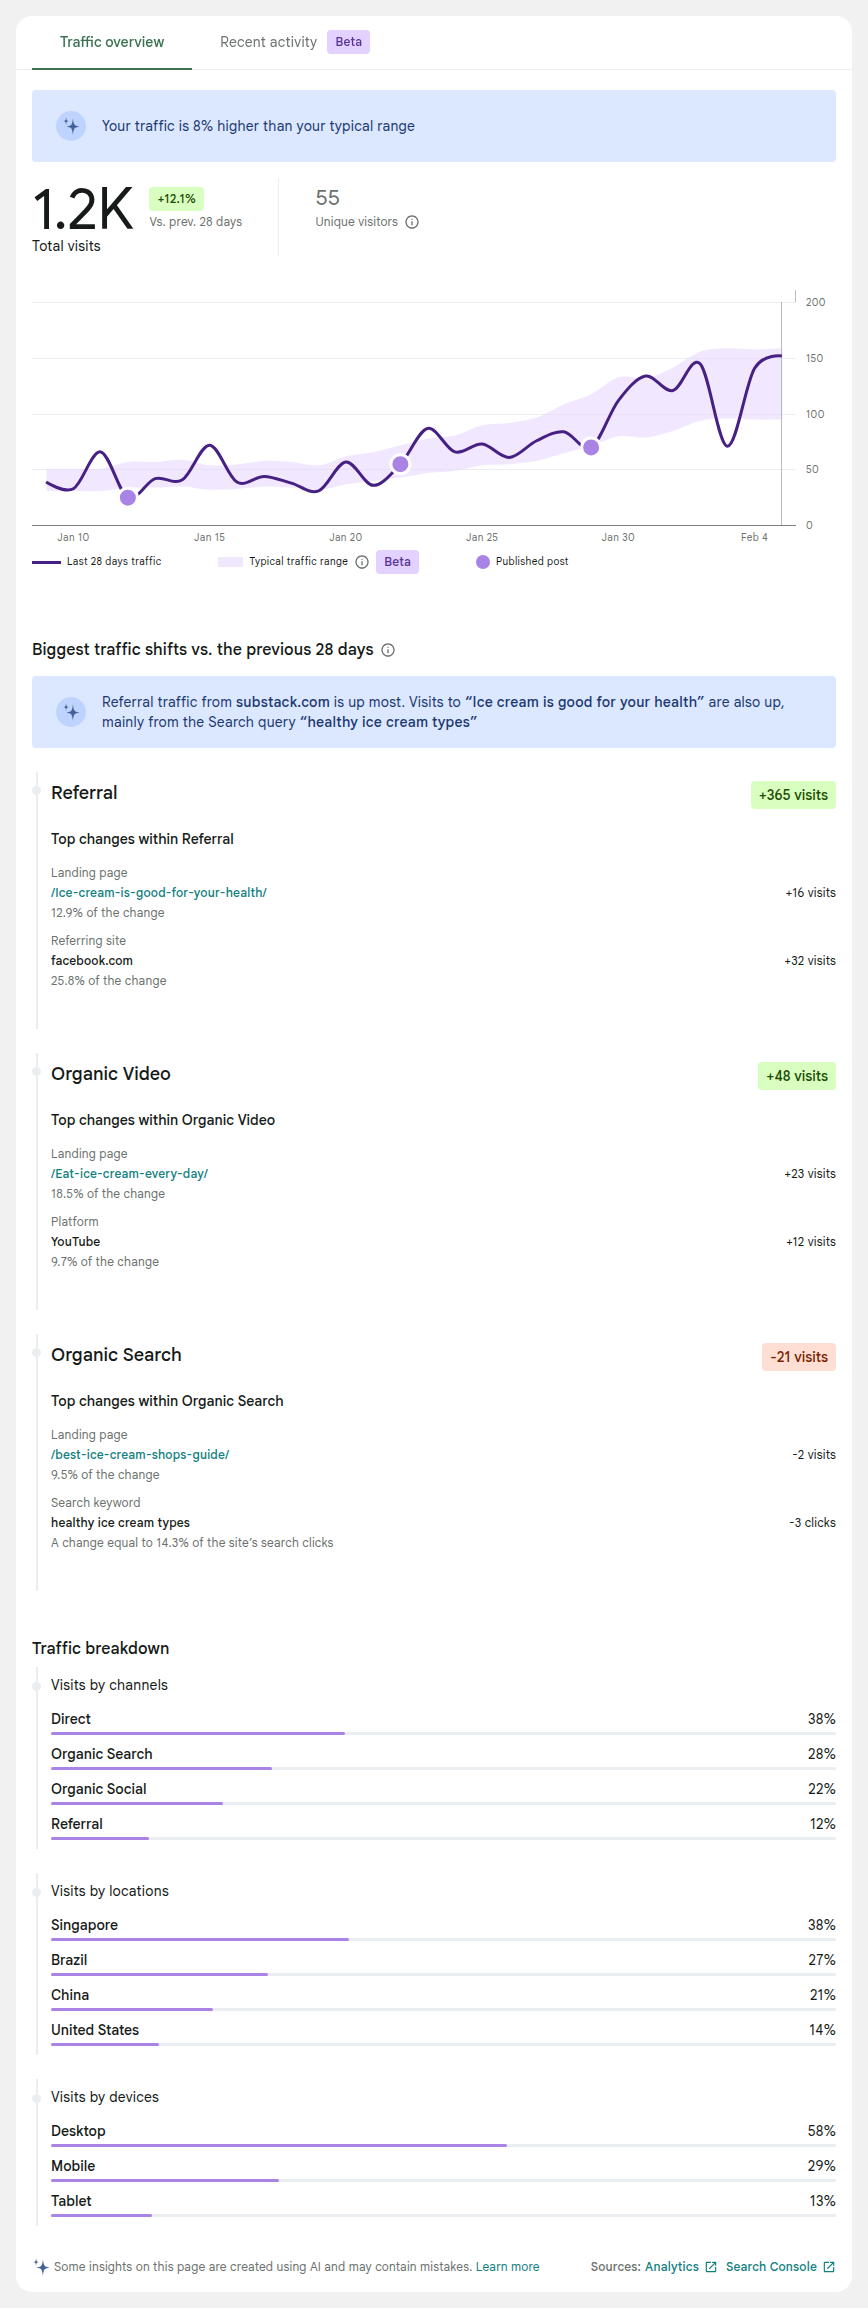 Traffic overview
Recent activity Beta
Your traffic is 8% higher than your typical range
1.2K +12.1%
Vs. prev. 28 days
Total visits
55
Unique visitors
200
150
100
50
0
Jan 10 Jan 15 Jan 20 Jan 25 Jan 30 Feb 4
Last 28 days traffic Typical traffic range Beta Published post
Biggest traffic shifts vs. the previous 28 days
Referral traffic from substack.com is up most. Visits to “Ice cream is good for your health” are also up,
mainly from the Search query “healthy ice cream types”
Referral +365 visits
Top changes within Referral
Landing page
/Ice-cream-is-good-for-your-health/ +16 visits
12.9% of the change
Referring site
facebook.com +32 visits
25.8% of the change
Organic Video +48 visits
Top changes within Organic Video
Landing page
/Eat-ice-cream-every-day/ +23 visits
18.5% of the change
Platform
YouTube +12 visits
9.7% of the change
Organic Search -21 visits
Top changes within Organic Search
Landing page
/best-ice-cream-shops-guide/ -2 visits
9.5% of the change
Search keyword
healthy ice cream types -3 clicks
A change equal to 14.3% of the site’s search clicks
Traffic breakdown
Visits by channels
Direct 38%
Organic Search 28%
Organic Social 22%
Referral 12%
Visits by locations
Singapore 38%
Brazil 27%
China 21%
United States 14%
Visits by devices
Desktop 58%
Mobile 29%
Tablet 13%
Some insights on this page are created using AI and may contain mistakes. Learn more Sources: Analytics Search Console